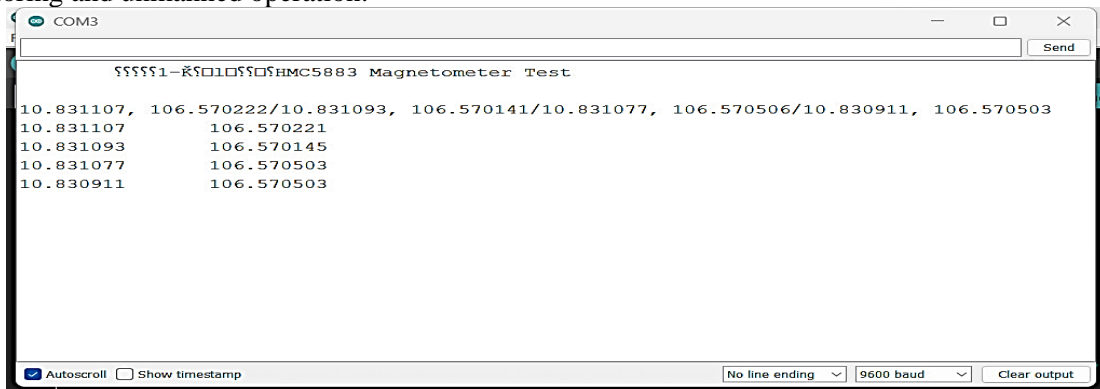 oring and unmanned operation.
COM3
Send
HMC5883 Magnetometer Test
10.831107, 106.570222/10.831093, 106.570141/10.831077, 106.570506/10.830911, 106.570503
10.831107 106.570221
10.831093 106.570145
10.831077 106.570503
10.830911 106.570503
Autoscroll Show timestamp No line ending 9600 baud Clear output